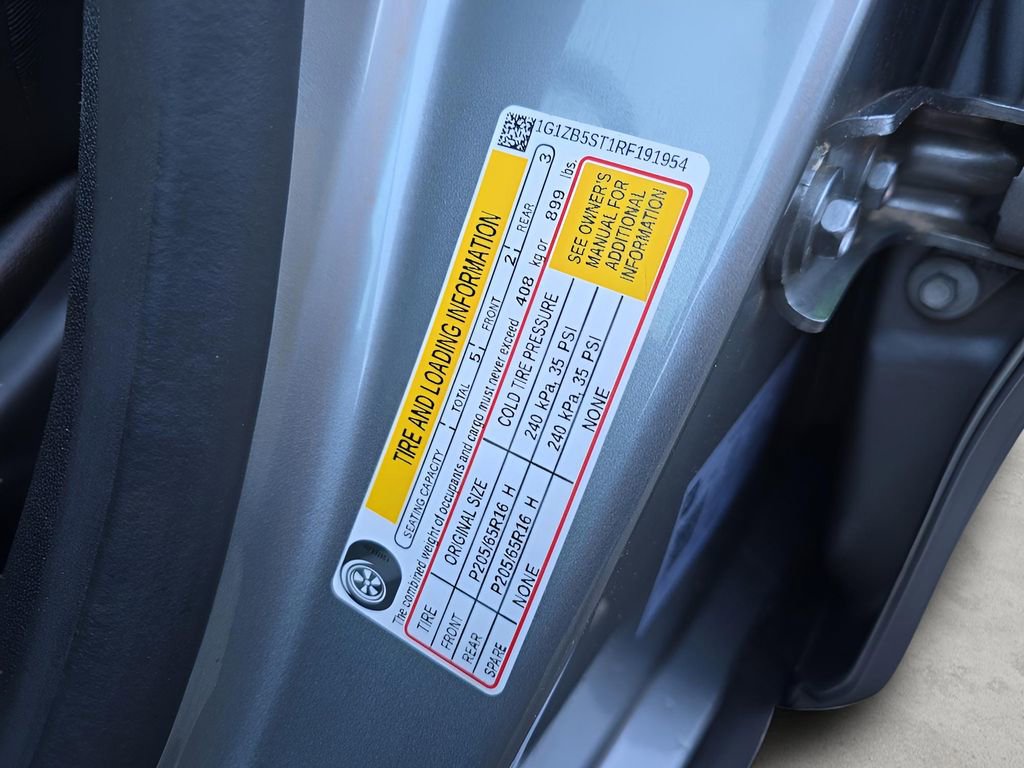 1G1ZB5ST1RF191954
TIRE AND LOADING INFORMATION
SEATING CAPACITY TOTAL 5 FRONT 2 REAR 3
The combined weight of occupants and cargo must never exceed 408 kg or 899 lbs.
TIRE ORIGINAL SIZE COLD TIRE PRESSURE
FRONT P205/65R16 H 240 kPa, 35 PSI
REAR P205/65R16 H 240 kPa, 35 PSI
SPARE NONE NONE
SEE OWNER'S
MANUAL FOR
ADDITIONAL
INFORMATION